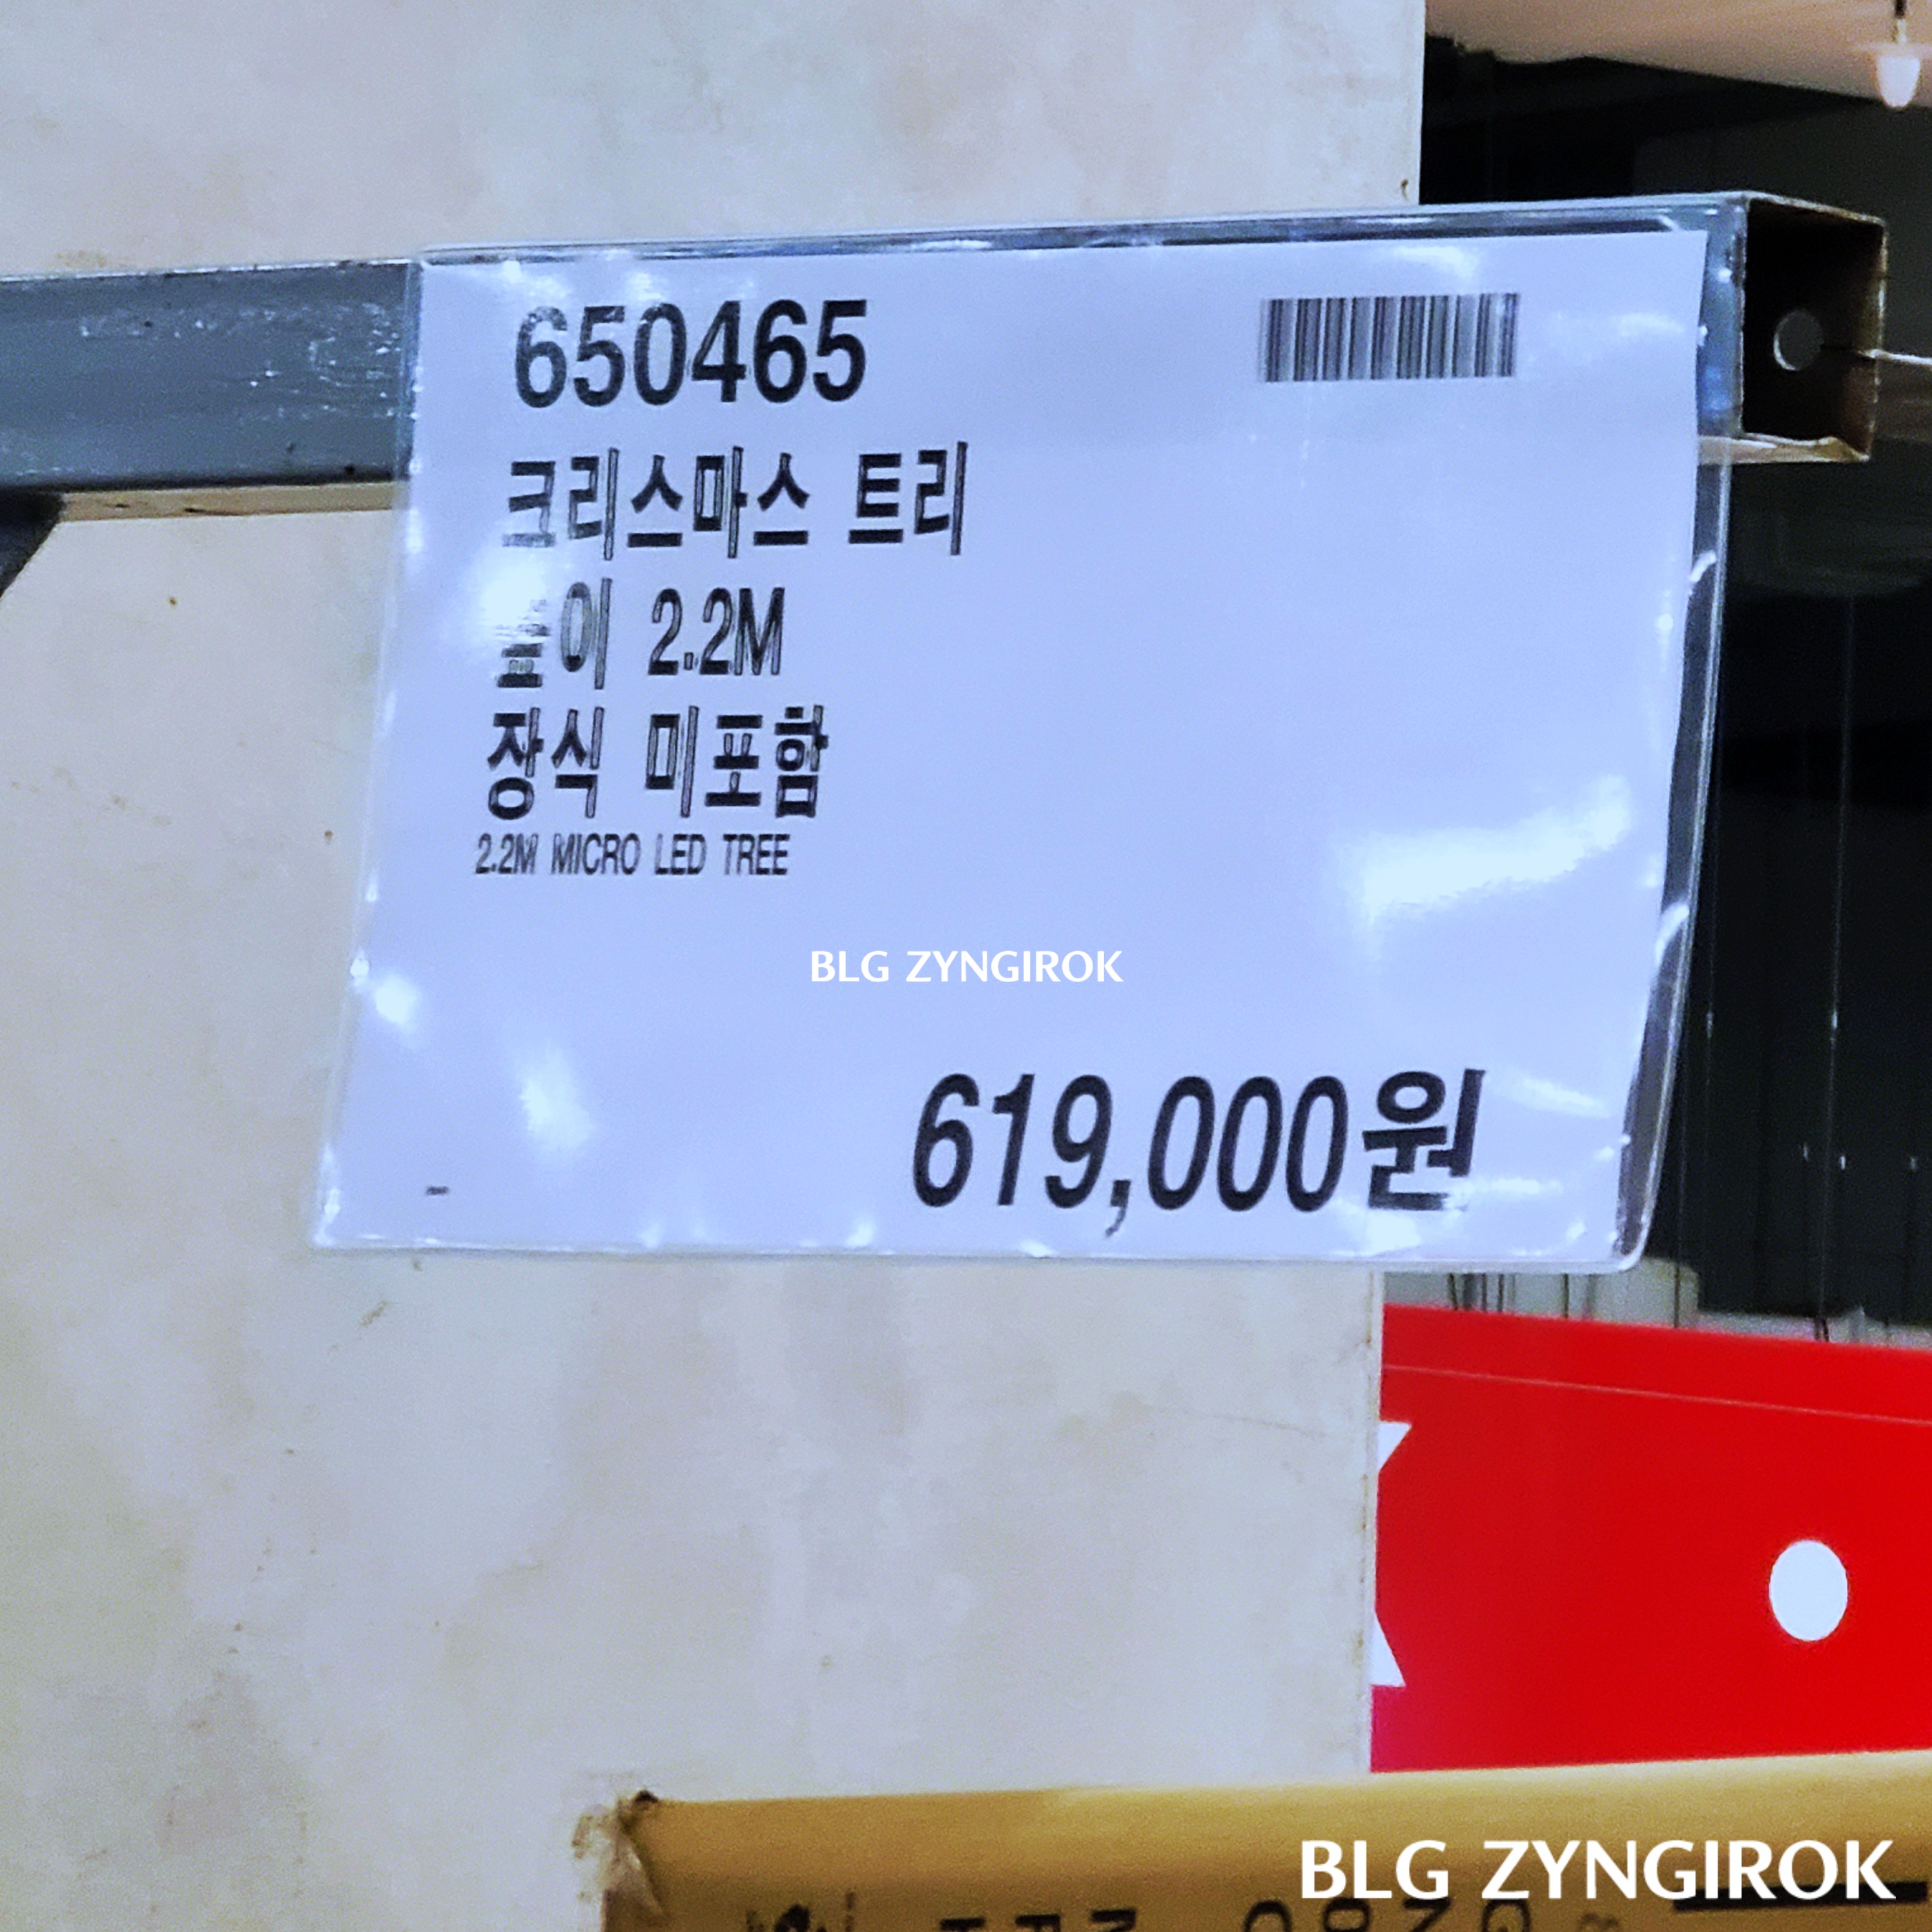 650465
크리스마스 트리
높이 2.2M
장식 미포함
2.2M MICRO LED TREE
BLG ZYNGIROK
619,000원
-
BLG ZYNGIROK